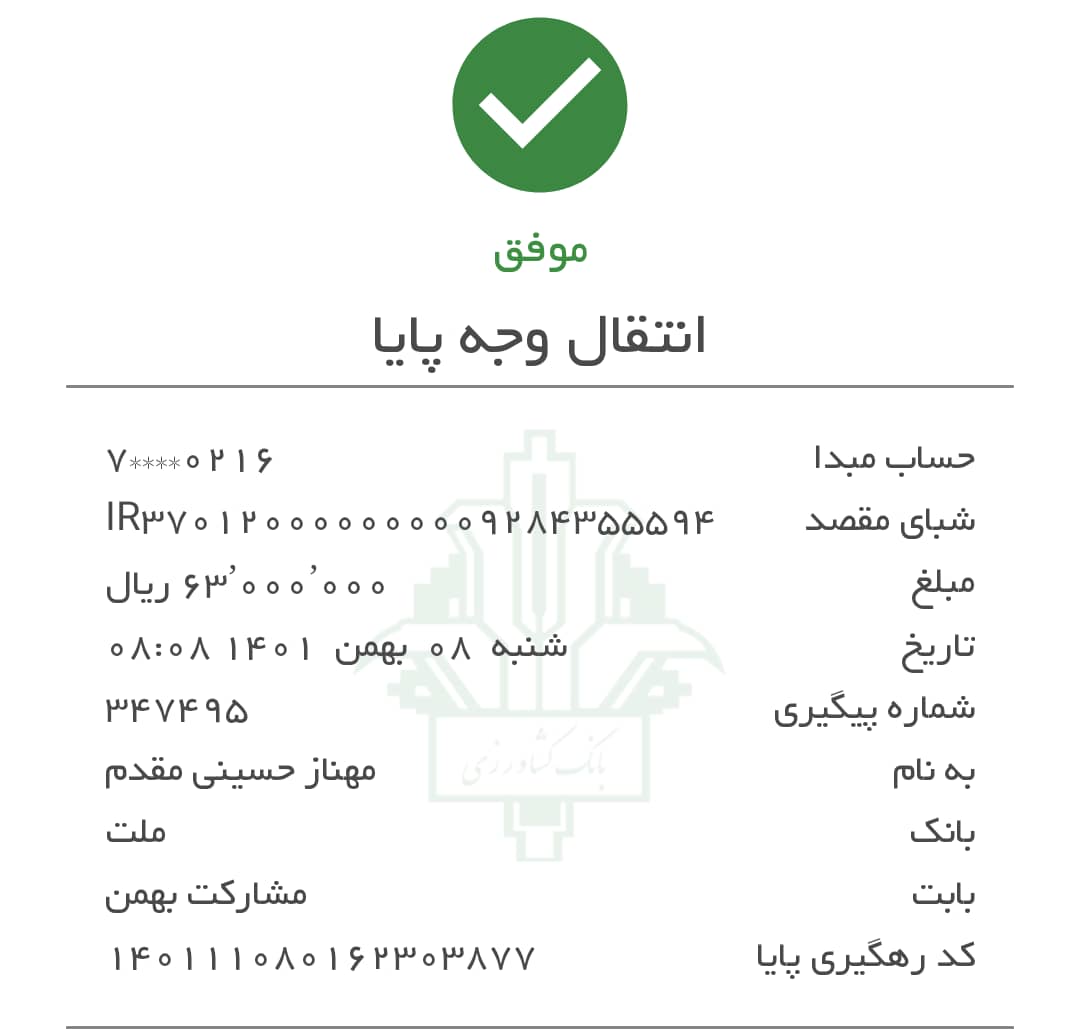 موفق
انتقال وجه پایا
حساب مبدا ۷****۰۲۱۶
شبای مقصد IR۳۷۰۱۲۰۰۰۰۰۰۰۰۰۹۲۸۴۳۵۵۵۹۴
مبلغ ۶۳٬۰۰۰٬۰۰۰ ریال
تاریخ شنبه ۰۸ بهمن ۱۴۰۱ ۰۸:۰۸
شماره پیگیری ۳۴۷۴۹۵
بانک کشاورزی
به نام مهناز حسینی مقدم
بانک ملت
بابت مشارکت بهمن
کد رهگیری پایا ۱۴۰۱۱۱۰۸۰۱۶۲۳۰۳۸۷۷